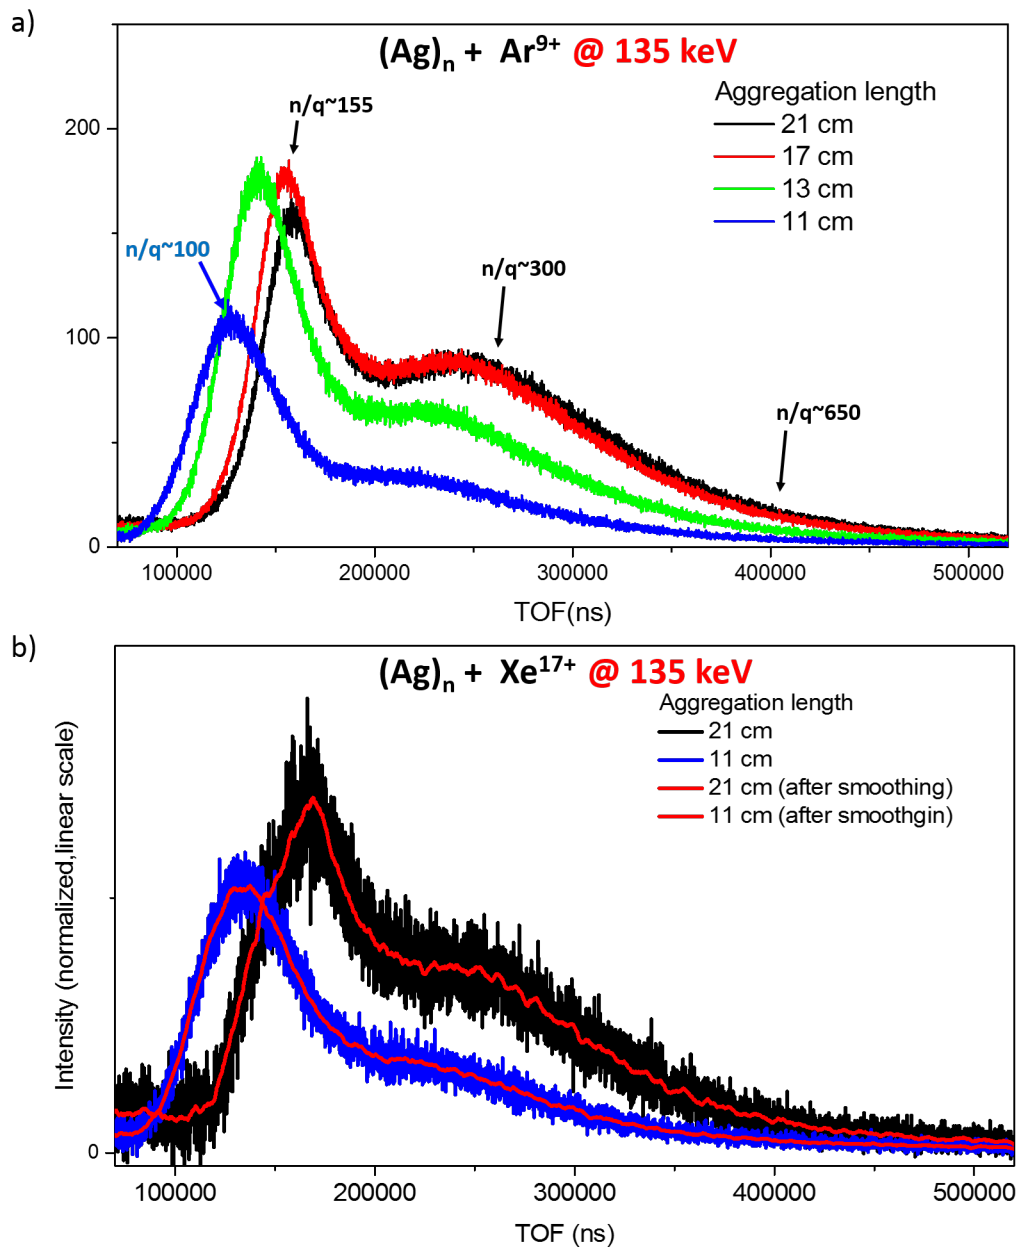 a)
(Ag)n + Ar9+ @ 135 keV
n/q~155
Aggregation length
21 cm
17 cm
13 cm
11 cm
200
n/q~100
n/q~300
100
n/q~650
0
100000 200000 300000 400000 500000
TOF(ns)
b)
(Ag)n + Xe17+ @ 135 keV
Aggregation length
21 cm
11 cm
21 cm (after smoothing)
11 cm (after smoothgin)
Intensity (normalized,linear scale)
0
100000 200000 300000 400000 500000
TOF (ns)